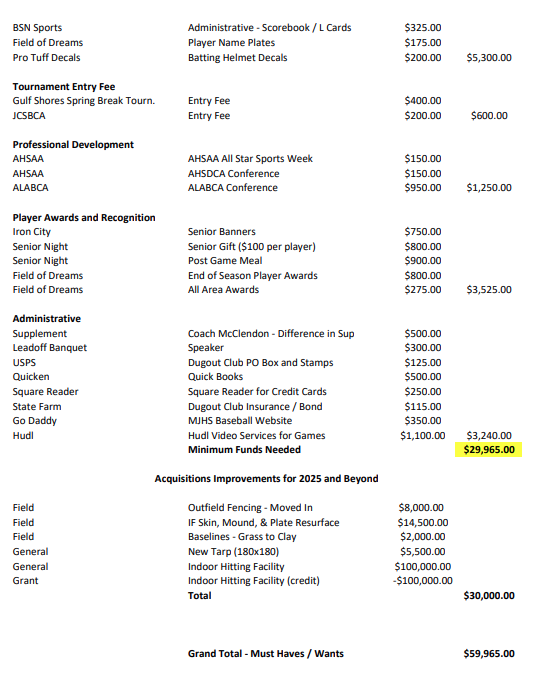 BSN Sports Administrative - Scorebook / L Cards $325.00
Field of Dreams Player Name Plates $175.00
Pro Tuff Decals Batting Helmet Decals $200.00 $5,300.00
Tournament Entry Fee
Gulf Shores Spring Break Tourn. Entry Fee $400.00
JCSBCA Entry Fee $200.00 $600.00
Professional Development
AHSAA AHSAA All Star Sports Week $150.00
AHSAA AHSDCA Conference $150.00
ALABCA ALABCA Conference $950.00 $1,250.00
Player Awards and Recognition
Iron City Senior Banners $750.00
Senior Night Senior Gift ($100 per player) $800.00
Senior Night Post Game Meal $900.00
Field of Dreams End of Season Player Awards $800.00
Field of Dreams All Area Awards $275.00 $3,525.00
Administrative
Supplement Coach McClendon - Difference in Sup $500.00
Leadoff Banquet Speaker $300.00
USPS Dugout Club PO Box and Stamps $125.00
Quicken Quick Books $500.00
Square Reader Square Reader for Credit Cards $250.00
State Farm Dugout Club Insurance / Bond $115.00
Go Daddy MJHS Baseball Website $350.00
Hudl Hudl Video Services for Games $1,100.00 $3,240.00
Minimum Funds Needed $29,965.00
Acquisitions Improvements for 2025 and Beyond
Field Outfield Fencing - Moved In $8,000.00
Field IF Skin, Mound, & Plate Resurface $14,500.00
Field Baselines - Grass to Clay $2,000.00
General New Tarp (180x180) $5,500.00
General Indoor Hitting Facility $100,000.00
Grant Indoor Hitting Facility (credit) -$100,000.00
Total $30,000.00
Grand Total - Must Haves / Wants $59,965.00